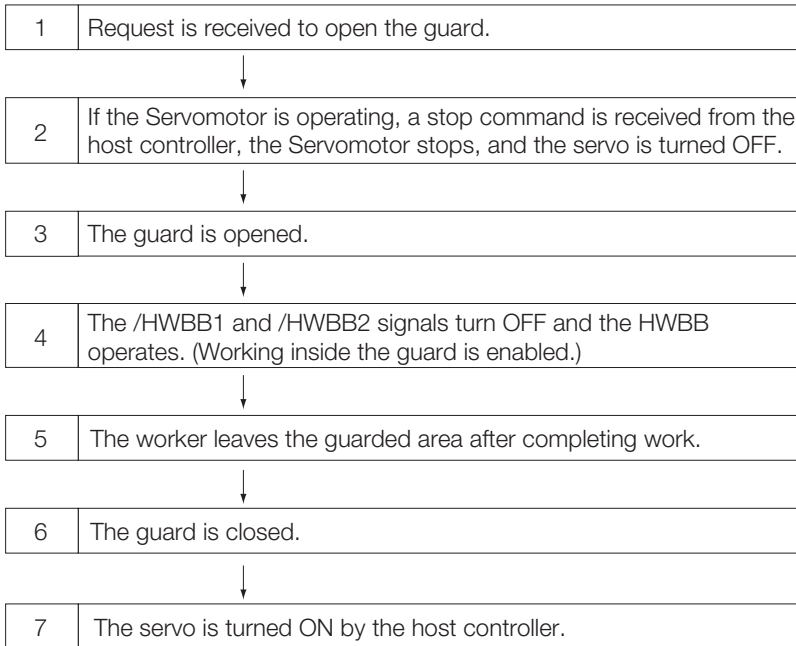 1 Request is received to open the guard.
2 If the Servomotor is operating, a stop command is received from the
host controller, the Servomotor stops, and the servo is turned OFF.
3 The guard is opened.
4 The /HWBB1 and /HWBB2 signals turn OFF and the HWBB
operates. (Working inside the guard is enabled.)
5 The worker leaves the guarded area after completing work.
6 The guard is closed.
7 The servo is turned ON by the host controller.